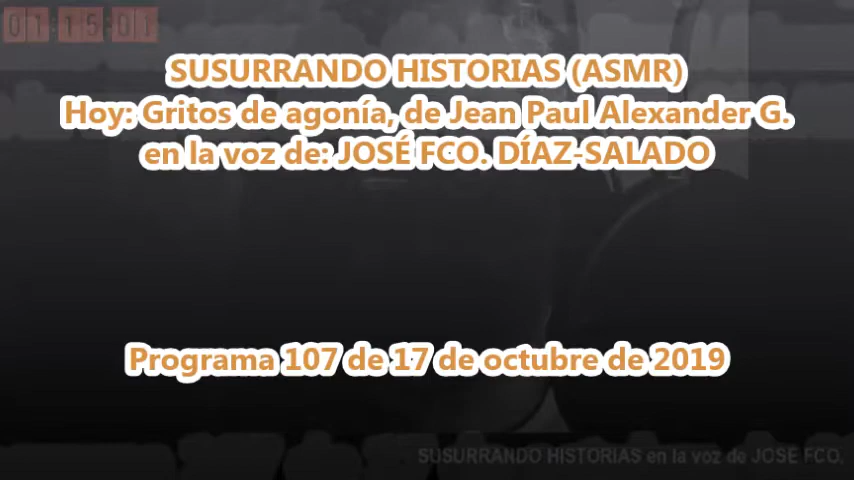 01:15:01
SUSURRANDO HISTORIAS (ASMR)
Hoy: Gritos de agonía, de Jean Paul Alexander G.
en la voz de: JOSÉ FCO. DÍAZ-SALADO
Programa 107 de 17 de octubre de 2019
SUSURRANDO HISTORIAS en la voz de JOSE FCO.